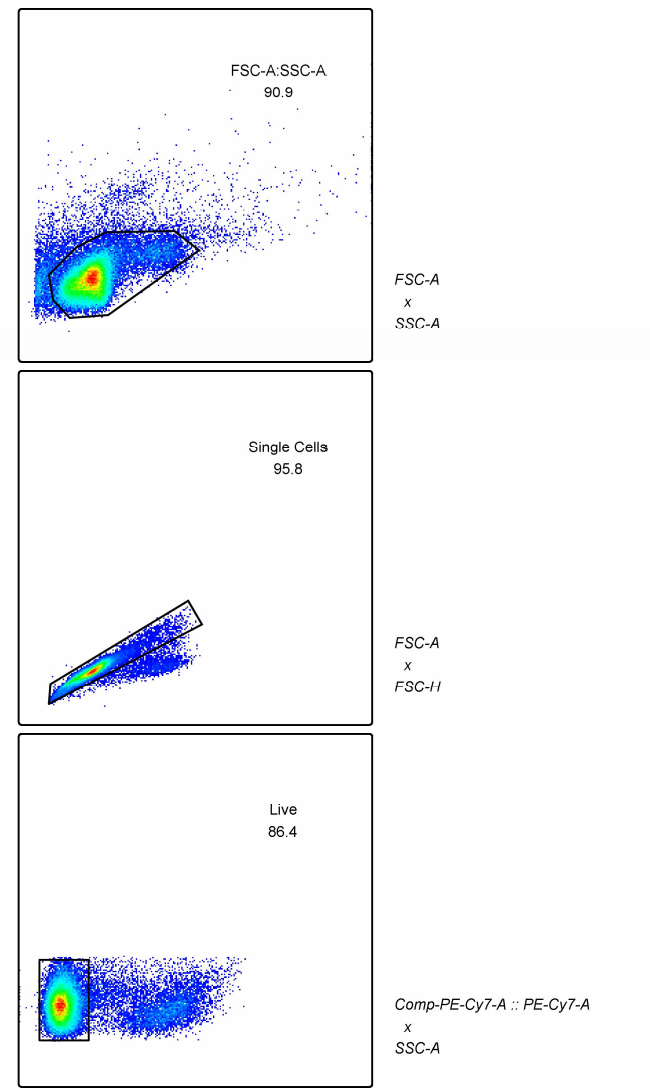 FSC-A:SSC-A
90.9
FSC-A
x
SSC-A
Single Cells
95.8
FSC-A
x
FSC-H
Live
86.4
Comp-PE-Cy7-A :: PE-Cy7-A
x
SSC-A